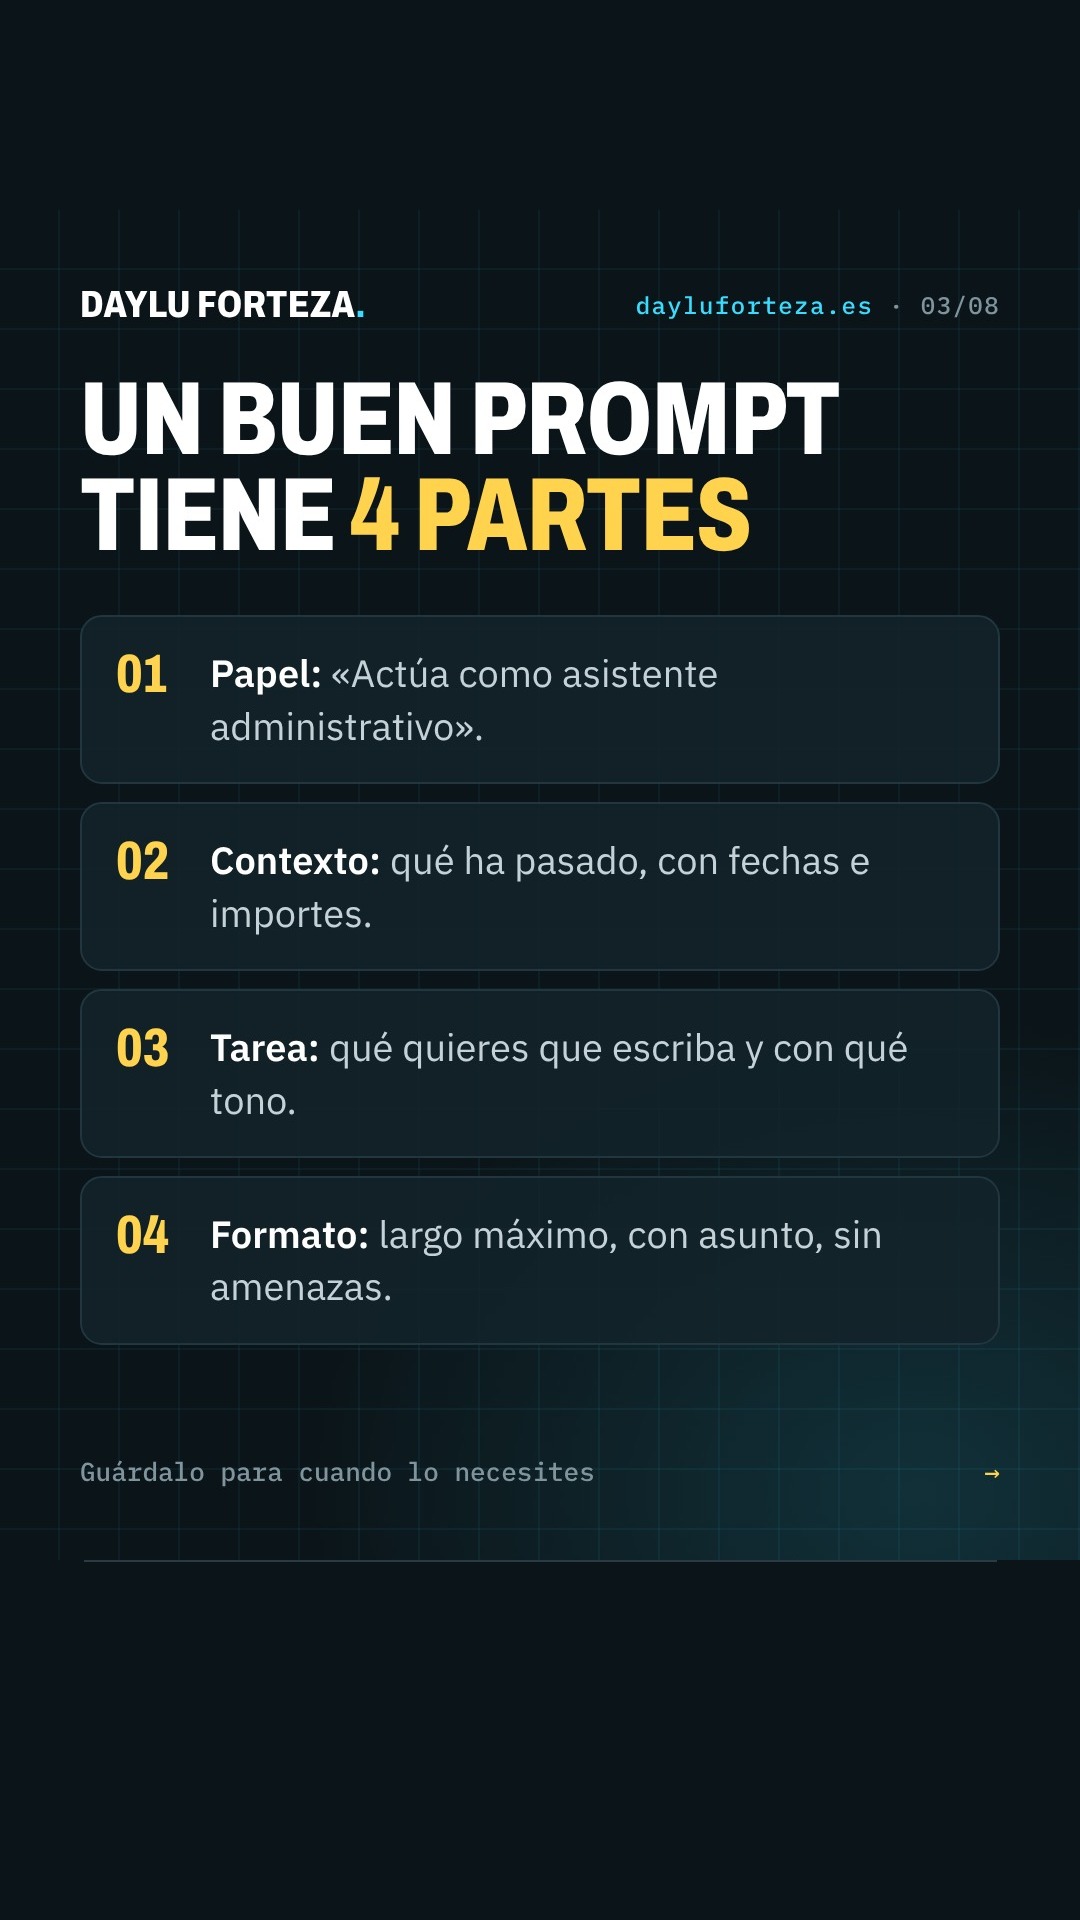 DAYLU FORTEZA.
dayluforteza.es · 03/08
UN BUEN PROMPT
TIENE 4 PARTES
01 Papel: «Actúa como asistente
administrativo».
02 Contexto: qué ha pasado, con fechas e
importes.
03 Tarea: qué quieres que escriba y con qué
tono.
04 Formato: largo máximo, con asunto, sin
amenazas.
Guárdalo para cuando lo necesites →